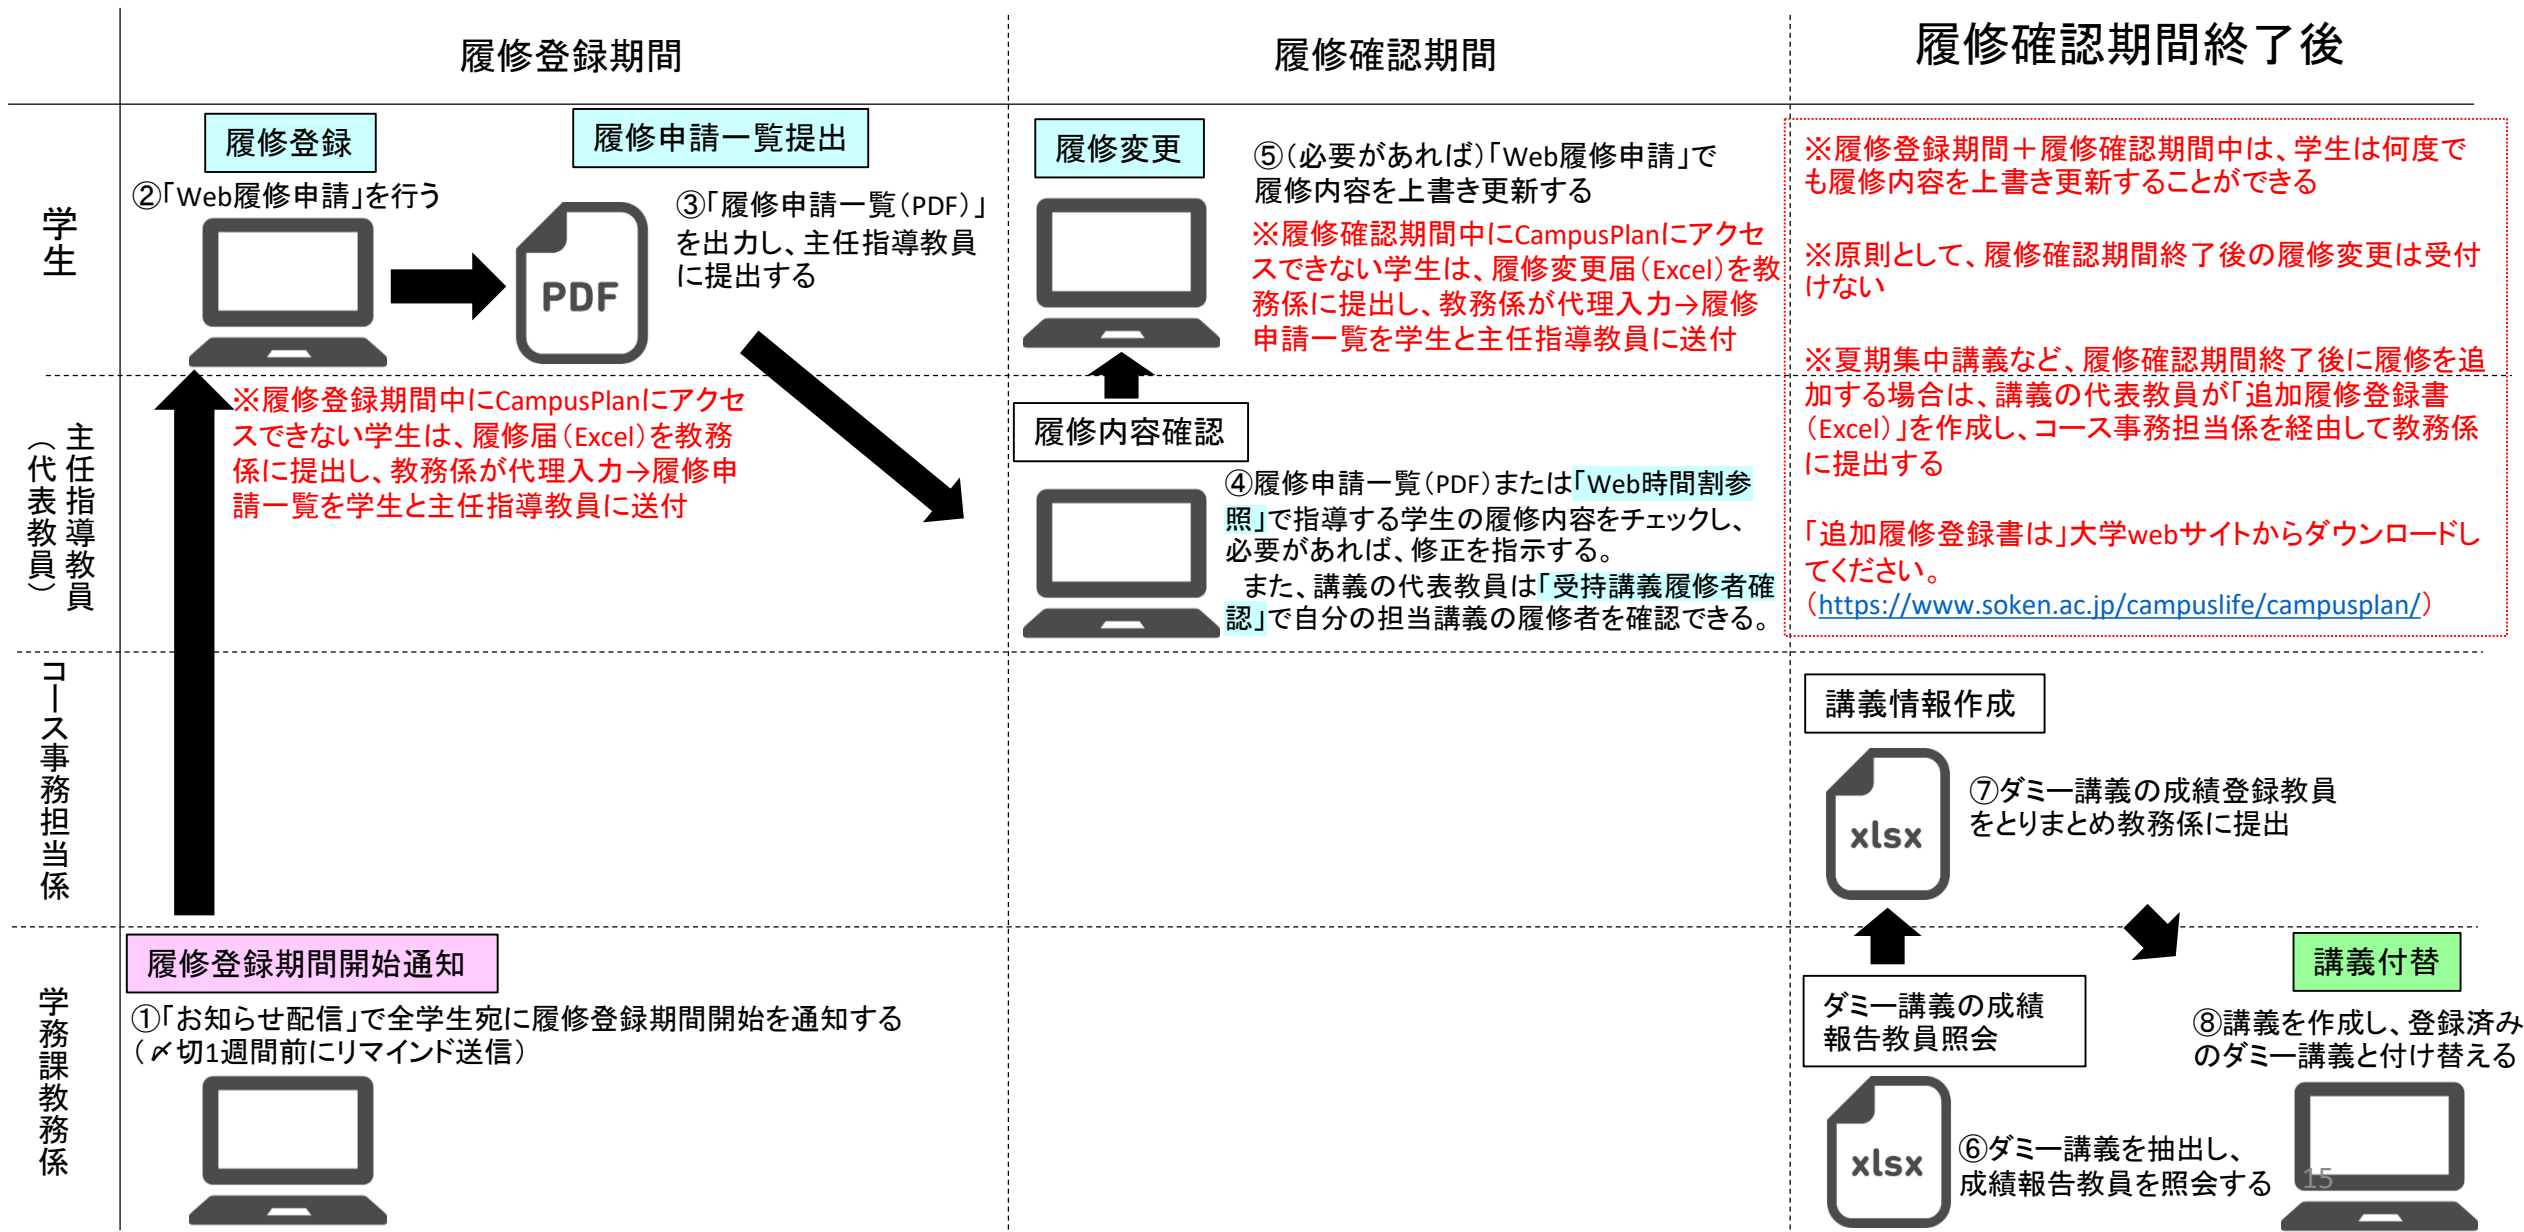 履修登録期間
履修確認期間
履修確認期間終了後
学生
履修登録
②「Web履修申請」を行う
履修申請一覧提出
PDF
③「履修申請一覧(PDF)」
を出力し、主任指導教員
に提出する
履修変更
⑤(必要があれば)「Web履修申請」で
履修内容を上書き更新する
※履修確認期間中にCampusPlanにアクセ
スできない学生は、履修変更届(Excel)を教
務係に提出し、教務係が代理入力→履修
申請一覧を学生と主任指導教員に送付
※履修登録期間+履修確認期間中は、学生は何度で
も履修内容を上書き更新することができる
※原則として、履修確認期間終了後の履修変更は受付
けない
※夏期集中講義など、履修確認期間終了後に履修を追
加する場合は、講義の代表教員が「追加履修登録書
(Excel)」を作成し、コース事務担当係を経由して教務係
に提出する
「追加履修登録書は」大学webサイトからダウンロードし
てください。
(https://www.soken.ac.jp/campuslife/campusplan/)
主任指導教員
(代表教員)
※履修登録期間中にCampusPlanにアクセ
スできない学生は、履修届(Excel)を教務
係に提出し、教務係が代理入力→履修申
請一覧を学生と主任指導教員に送付
履修内容確認
④履修申請一覧(PDF)または「Web時間割参
照」で指導する学生の履修内容をチェックし、
必要があれば、修正を指示する。
また、講義の代表教員は「受持講義履修者確
認」で自分の担当講義の履修者を確認できる。
コース事務担当係
講義情報作成
xlsx
⑦ダミー講義の成績登録教員
をとりまとめ教務係に提出
学務課教務係
履修登録期間開始通知
①「お知らせ配信」で全学生宛に履修登録期間開始を通知する
(〆切1週間前にリマインド送信)
ダミー講義の成績
報告教員照会
xlsx
⑥ダミー講義を抽出し、
成績報告教員を照会する
講義付替
⑧講義を作成し、登録済み
のダミー講義と付け替える
15